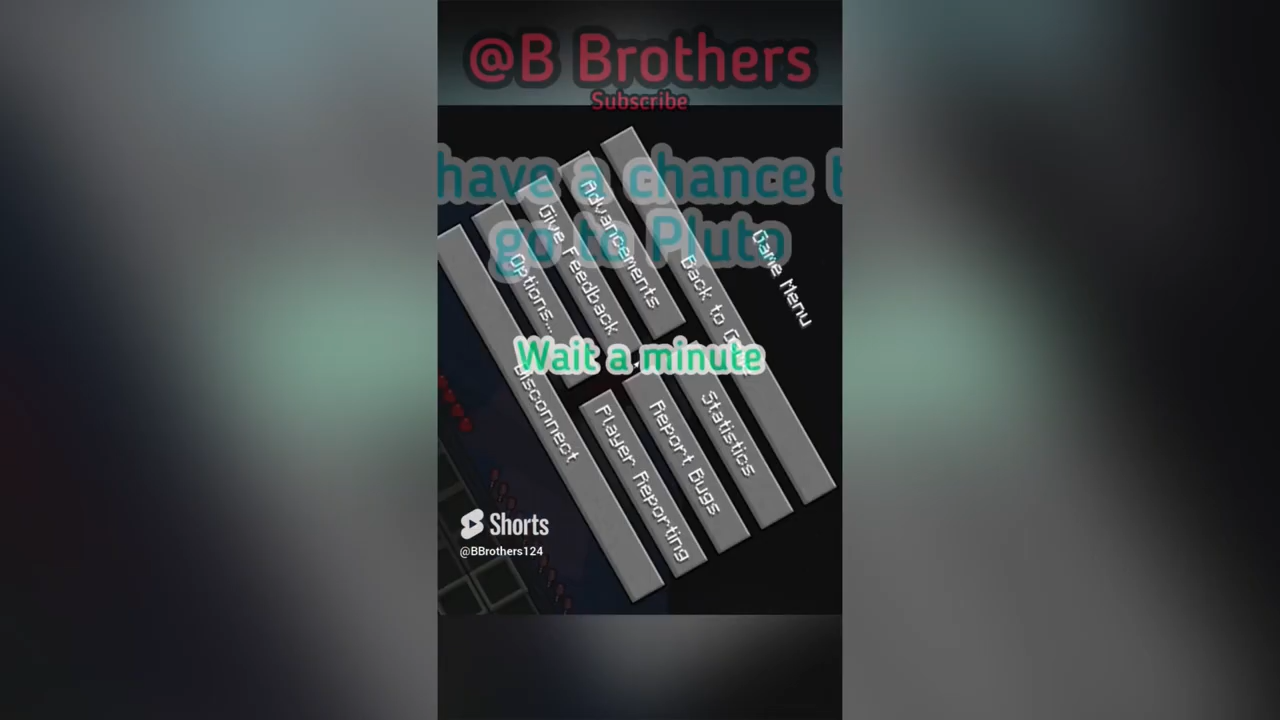 @B Brothers
Subscribe
have a chance
go to Pluto
Game Menu
Back to
Advancements
Statistics
Give Feedback
Report Bugs
Options...
Player Reporting
Wait a minute
Shorts
@BBrothers124